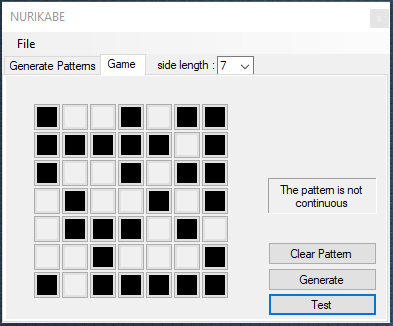 NURIKABE
File
Generate Patterns Game side length : 7
The pattern is not
continuous
Clear Pattern
Generate
Test